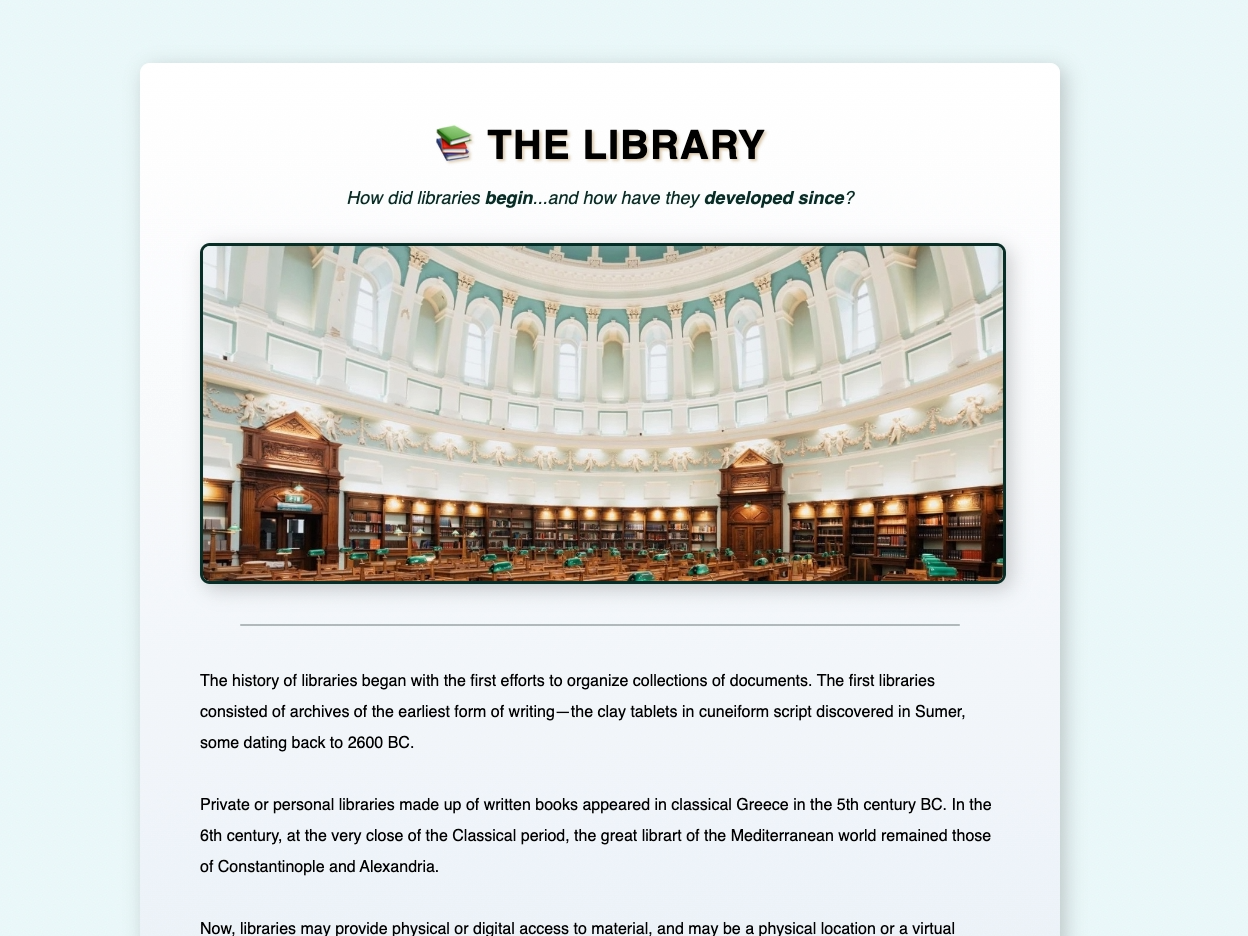 THE LIBRARY
How did libraries begin...and how have they developed since?
The history of libraries began with the first efforts to organize collections of documents. The first libraries
consisted of archives of the earliest form of writing—the clay tablets in cuneiform script discovered in Sumer,
some dating back to 2600 BC.
Private or personal libraries made up of written books appeared in classical Greece in the 5th century BC. In the
6th century, at the very close of the Classical period, the great librart of the Mediterranean world remained those
of Constantinople and Alexandria.
Now, libraries may provide physical or digital access to material, and may be a physical location or a virtual